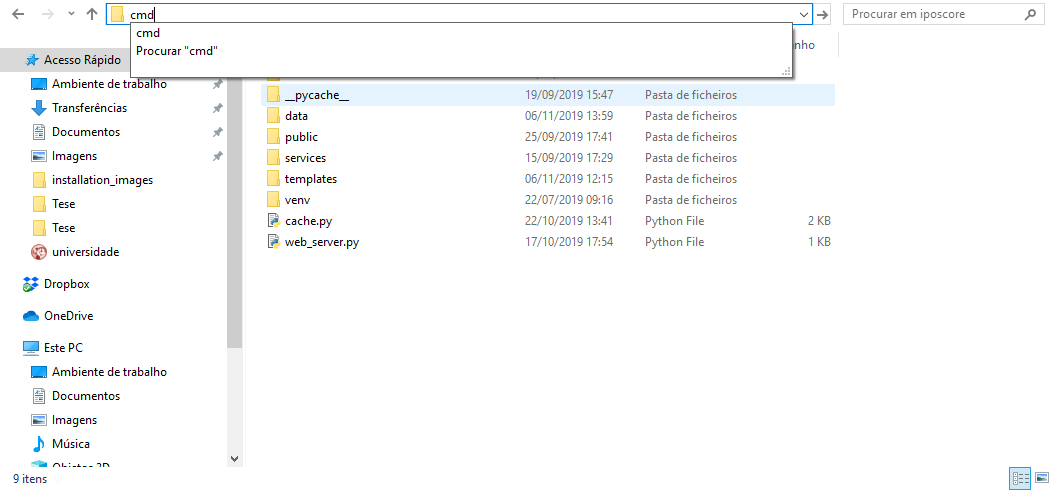 cmd
Procurar em iposcore
cmd
Procurar "cmd"
nho
Acesso Rápido
Ambiente de trabalho
Transferências
Documentos
Imagens
installation_images
Tese
Tese
universidade
Dropbox
OneDrive
Este PC
Ambiente de trabalho
Documentos
Imagens
Música
Objetos 3D
__pycache__ 19/09/2019 15:47 Pasta de ficheiros
data 06/11/2019 13:59 Pasta de ficheiros
public 25/09/2019 17:41 Pasta de ficheiros
services 15/09/2019 17:29 Pasta de ficheiros
templates 06/11/2019 12:15 Pasta de ficheiros
venv 22/07/2019 09:16 Pasta de ficheiros
cache.py 22/10/2019 13:41 Python File 2 KB
web_server.py 17/10/2019 17:54 Python File 1 KB
9 itens